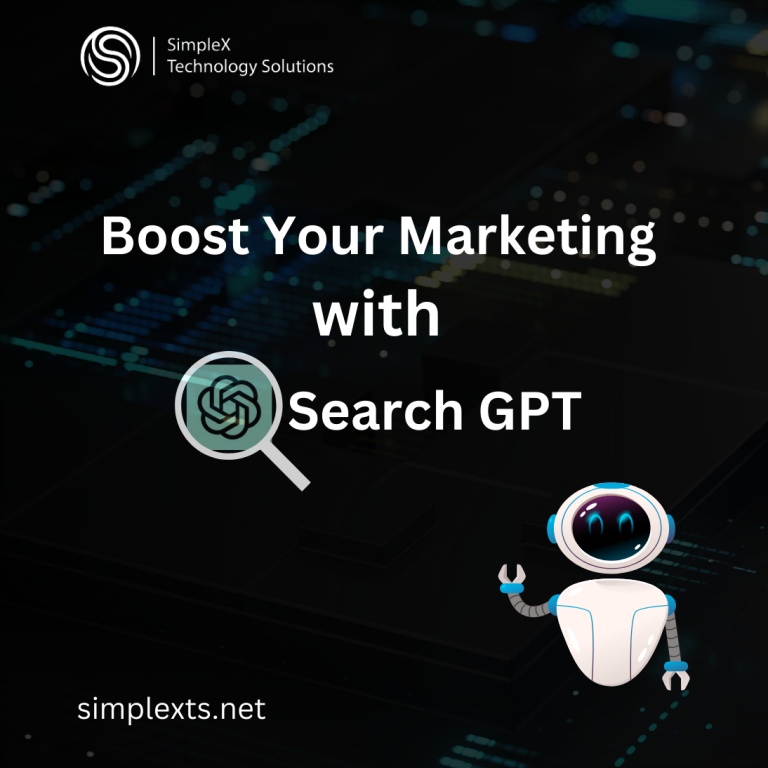 SimpleX
Technology Solutions
Boost Your Marketing
with
Search GPT
simplexts.net